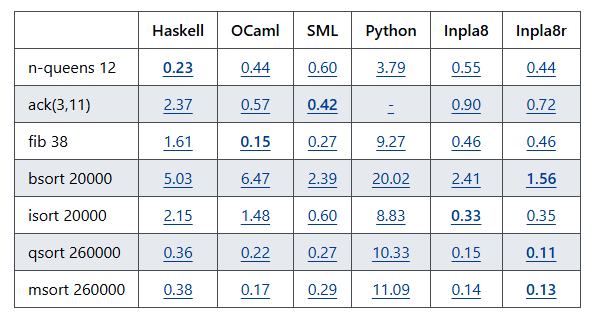 Haskell OCaml SML Python Inpla8 Inpla8r
n-queens 12 0.23 0.44 0.60 3.79 0.55 0.44
ack(3,11) 2.37 0.57 0.42 - 0.90 0.72
fib 38 1.61 0.15 0.27 9.27 0.46 0.46
bsort 20000 5.03 6.47 2.39 20.02 2.41 1.56
isort 20000 2.15 1.48 0.60 8.83 0.33 0.35
qsort 260000 0.36 0.22 0.27 10.33 0.15 0.11
msort 260000 0.38 0.17 0.29 11.09 0.14 0.13